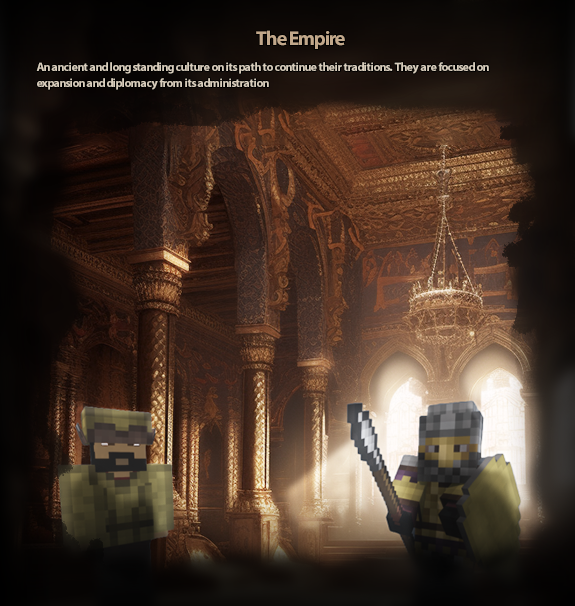 The Empire
An ancient and long standing culture on its path to continue their traditions. They are focused on
expansion and diplomacy from its administration